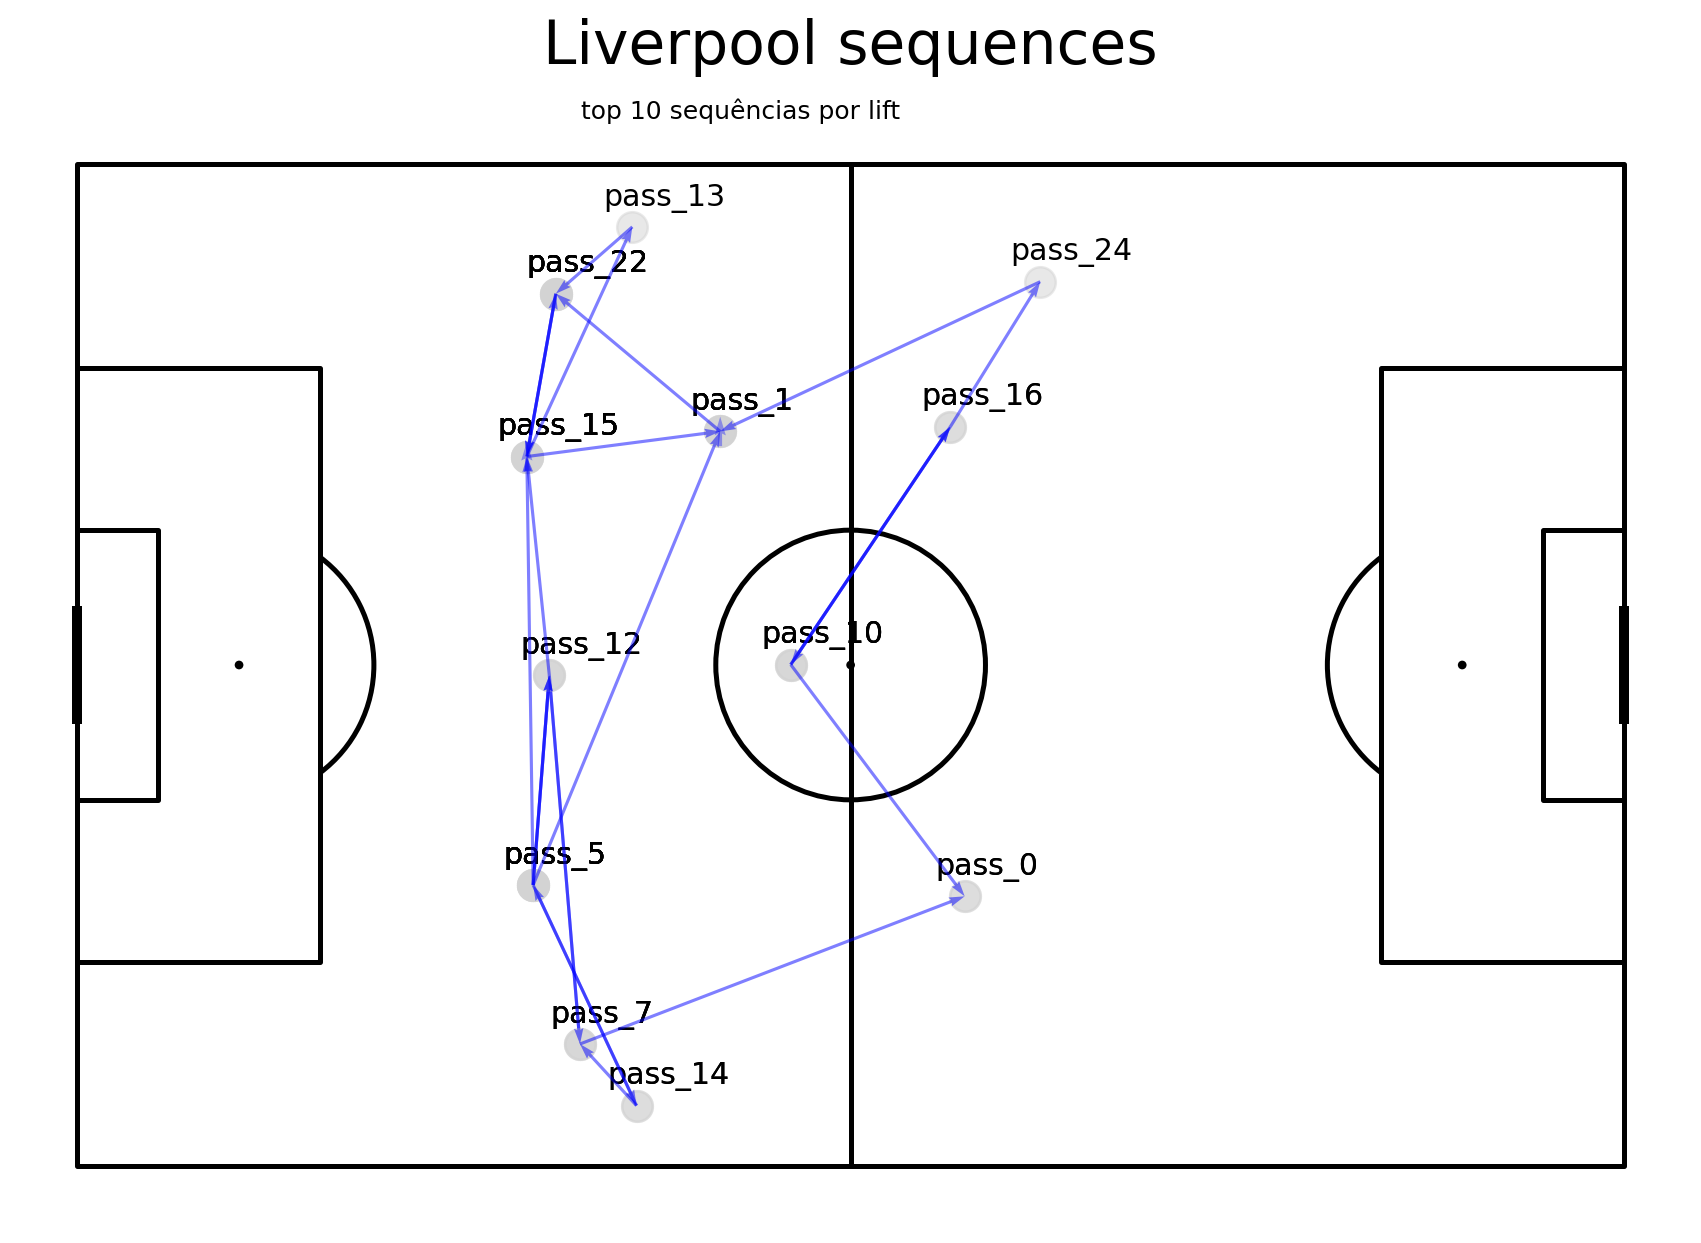 Liverpool sequences
top 10 sequências por lift
pass_13
pass_24
pass_22
pass_16
pass_1
pass_15
pass_10
pass_12
pass_5
pass_0
pass_7
pass_14